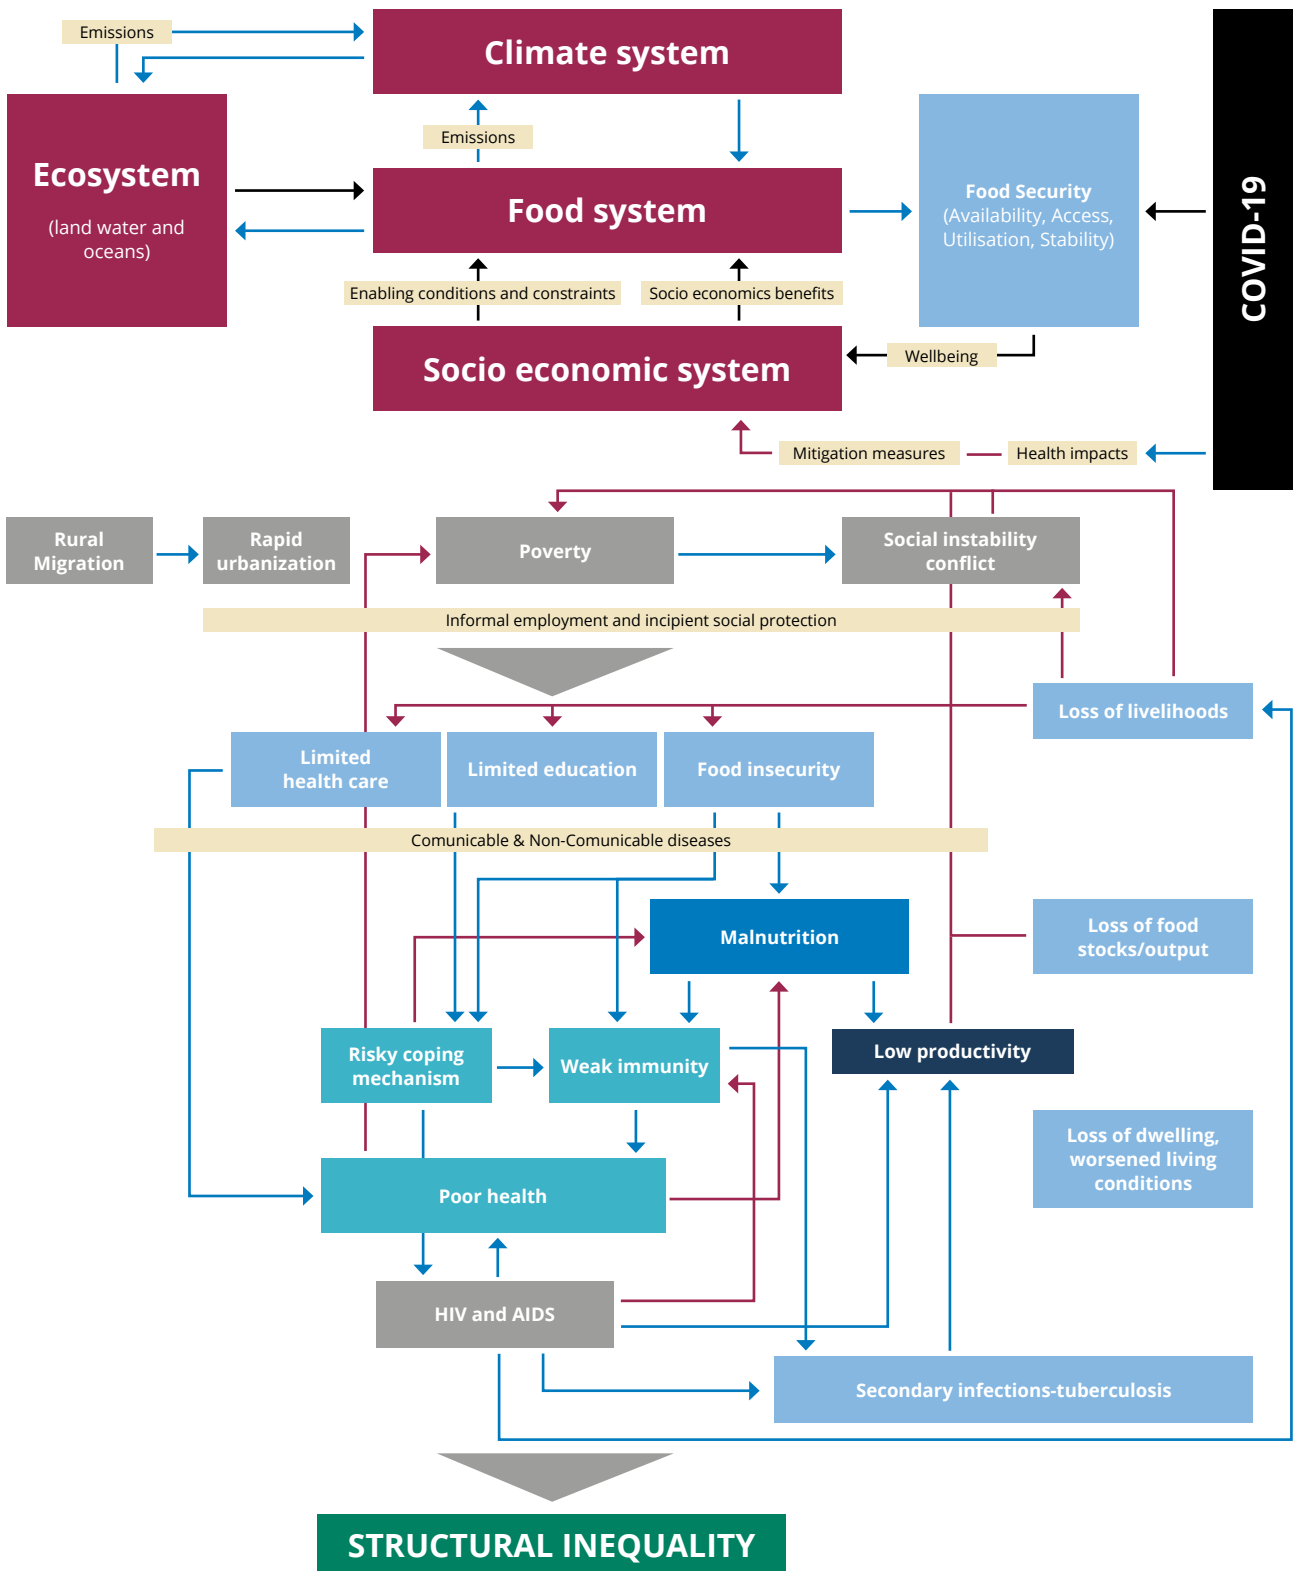 Emissions
Climate system
Emissions
Ecosystem
(land water and
oceans)
Food system
Food Security
(Availability, Access,
Utilisation, Stability)
COVID-19
Enabling conditions and constraints
Socio economics benefits
Socio economic system
Wellbeing
Mitigation measures
Health impacts
Rural
Migration
Rapid
urbanization
Poverty
Social instability
conflict
Informal employment and incipient social protection
Loss of livelihoods
Limited
health care
Limited education
Food insecurity
Comunicable & Non-Comunicable diseases
Malnutrition
Loss of food
stocks/output
Risky coping
mechanism
Weak immunity
Low productivity
Loss of dwelling,
worsened living
conditions
Poor health
HIV and AIDS
Secondary infections-tuberculosis
STRUCTURAL INEQUALITY